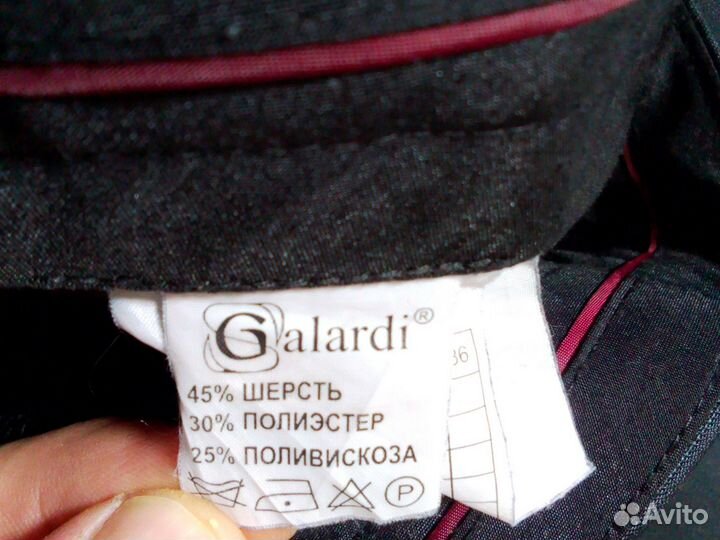 Galardi®
45% ШЕРСТЬ
30% ПОЛИЭСТЕР
25% ПОЛИВИСКОЗА
P
Avito